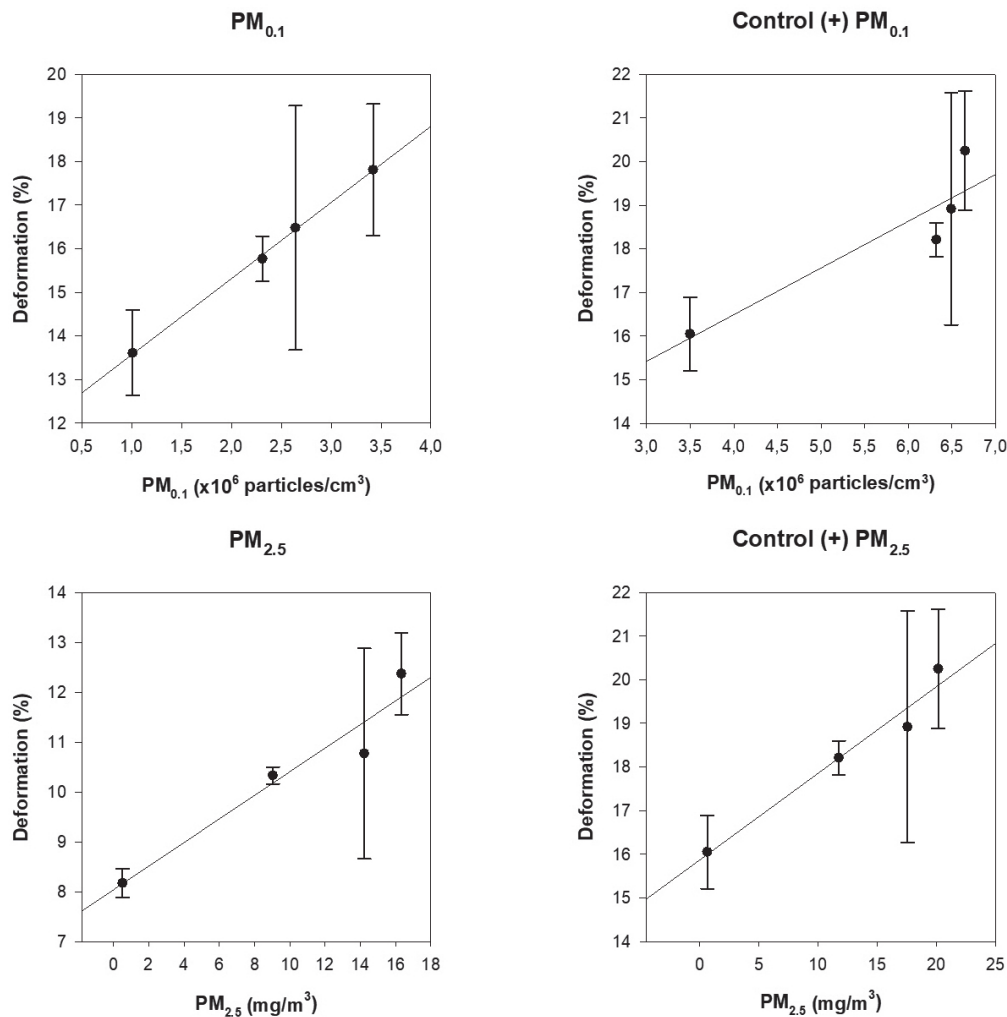 PM0.1
Deformation (%)
20
19
18
17
16
15
14
13
12
0,5 1,0 1,5 2,0 2,5 3,0 3,5 4,0
PM0.1 (x10⁶ particles/cm³)
Control (+) PM0.1
Deformation (%)
22
21
20
19
18
17
16
15
14
3,0 3,5 4,0 4,5 5,0 5,5 6,0 6,5 7,0
PM0.1 (x10⁶ particles/cm³)
PM2.5
Deformation (%)
14
13
12
11
10
9
8
7
0 2 4 6 8 10 12 14 16 18
PM2.5 (mg/m³)
Control (+) PM2.5
Deformation (%)
22
21
20
19
18
17
16
15
14
0 5 10 15 20 25
PM2.5 (mg/m³)